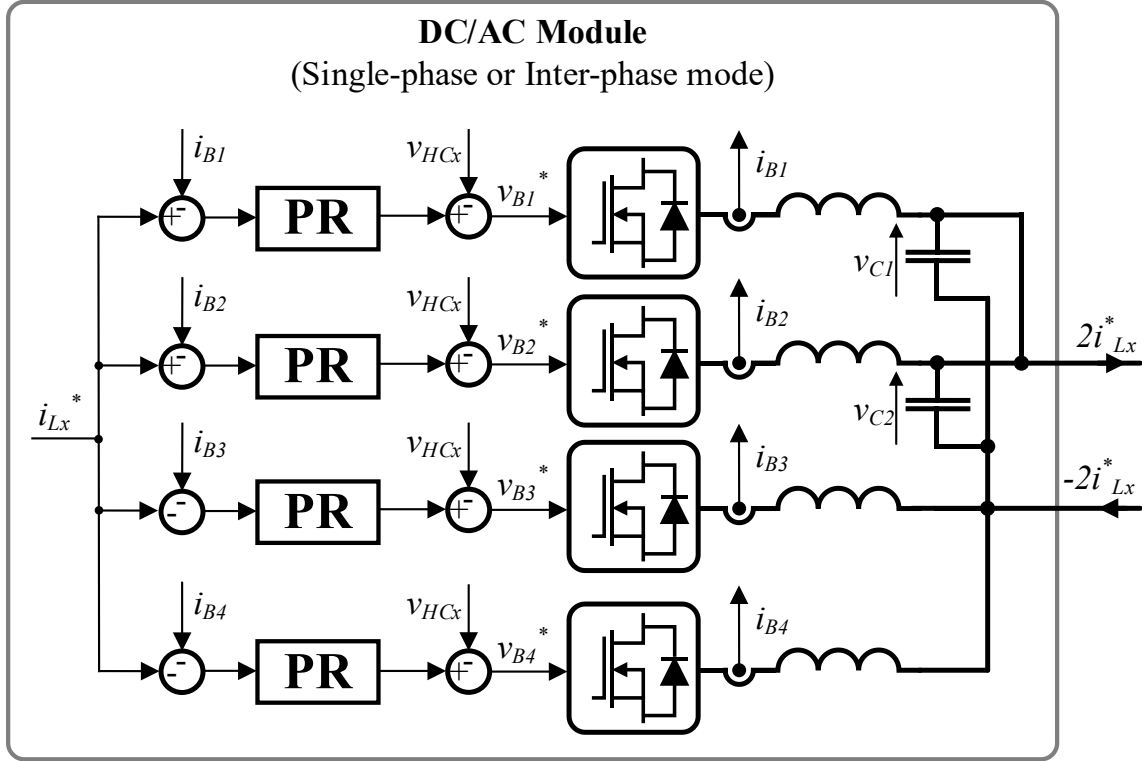 DC/AC Module
(Single-phase or Inter-phase mode)
i_B1 v_HCx i_B1
+ - PR + - v_B1^* v_C1
i_B2 v_HCx i_B2
+ - PR + - v_B2^* 2i^*_Lx
v_C2
i_Lx^*
i_B3 v_HCx i_B3
- - PR + - v_B3^* -2i^*_Lx
i_B4 v_HCx i_B4
- - PR + - v_B4^*